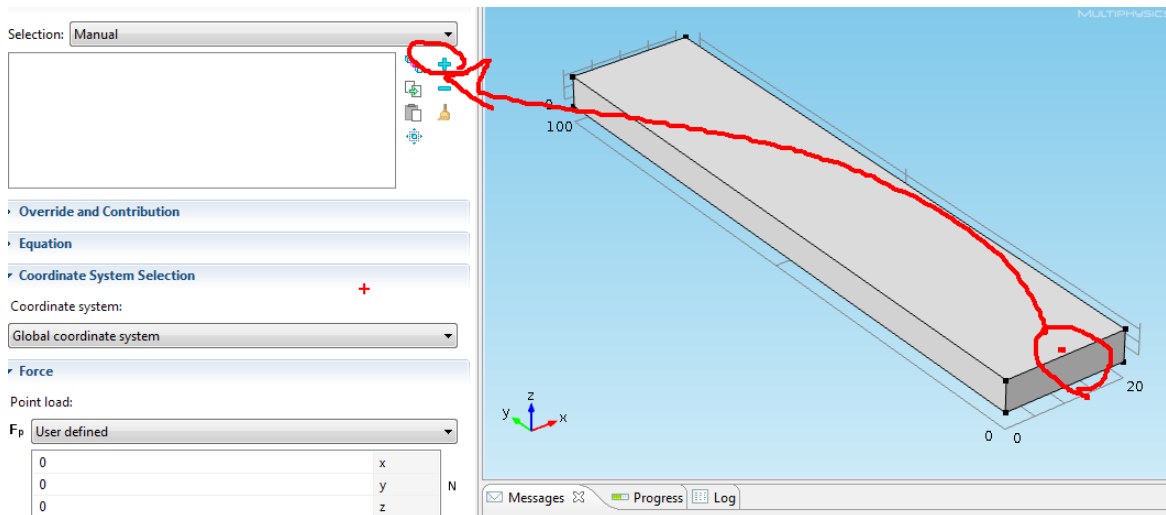 MULTIPHYSICS
Selection: Manual
Override and Contribution
Equation
Coordinate System Selection
Coordinate system:
Global coordinate system
Force
Point load:
Fp User defined
0 x
0 y N
0 z
0
100
20
0 0
z
y x
Messages Progress Log